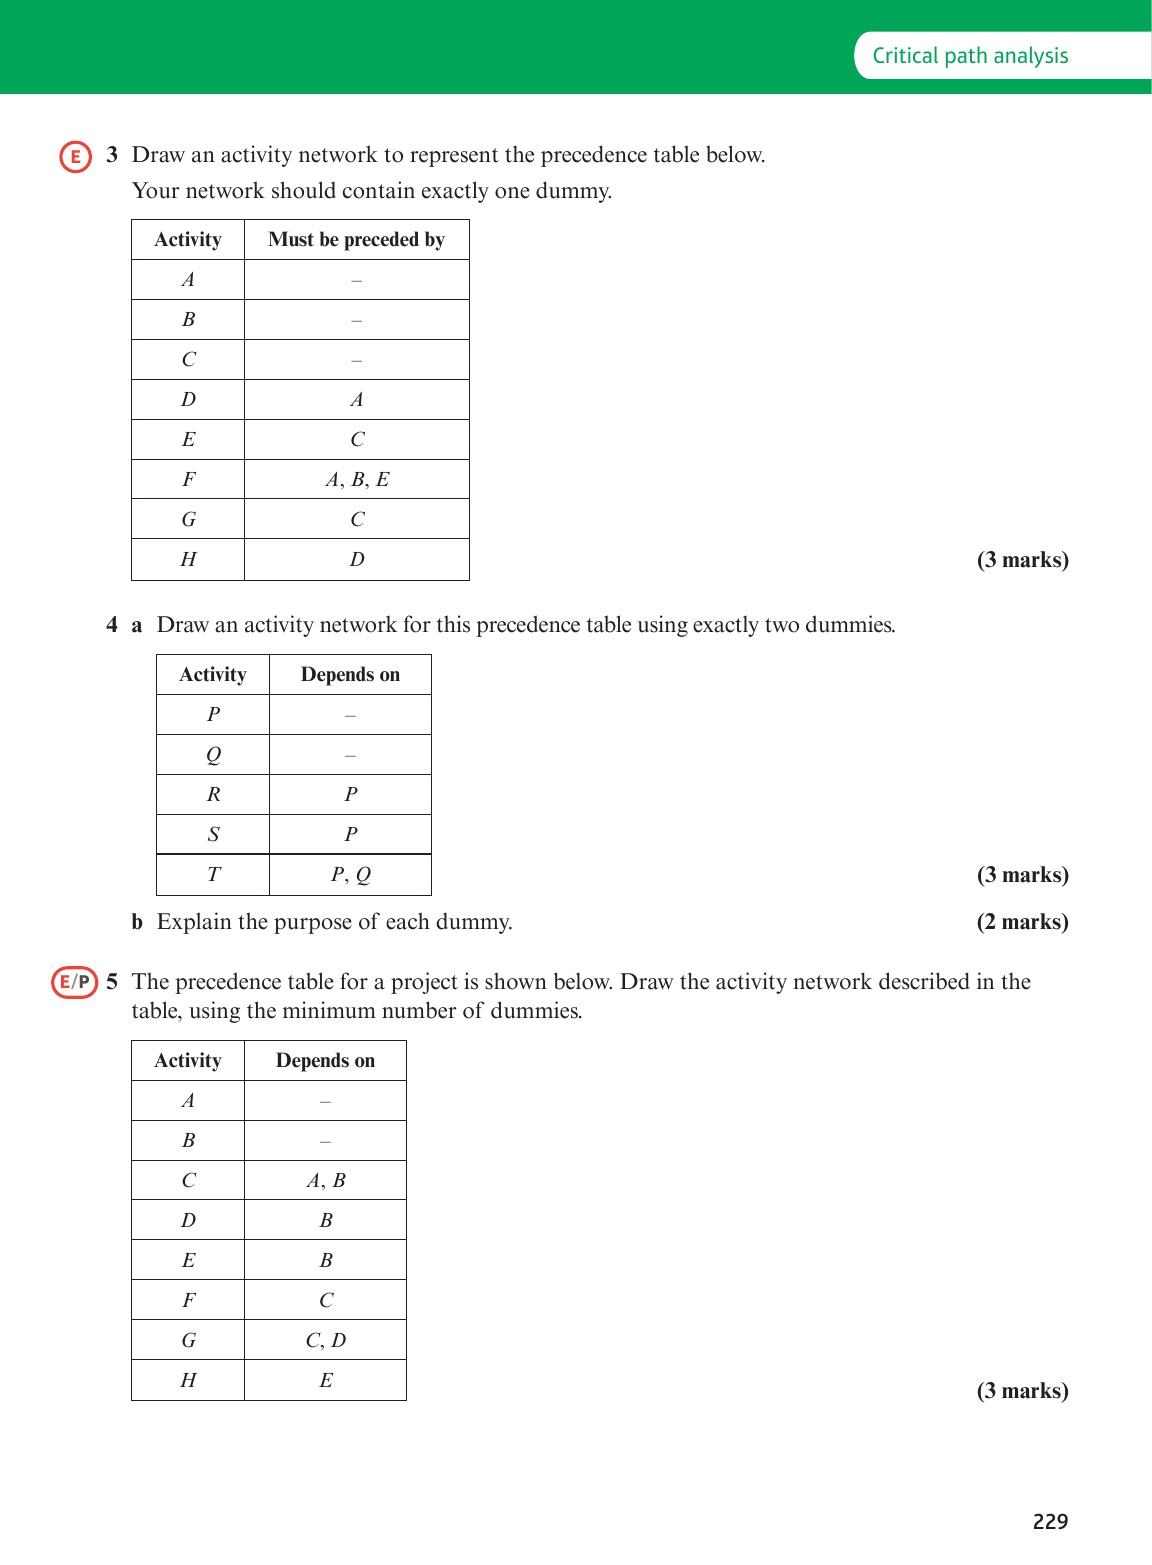 Critical path analysis
E 3 Draw an activity network to represent the precedence table below.
Your network should contain exactly one dummy.
Activity Must be preceded by
A –
B –
C –
D A
E C
F A, B, E
G C
H D
(3 marks)
4 a Draw an activity network for this precedence table using exactly two dummies.
Activity Depends on
P –
Q –
R P
S P
T P, Q
(3 marks)
b Explain the purpose of each dummy. (2 marks)
E/P 5 The precedence table for a project is shown below. Draw the activity network described in the
table, using the minimum number of dummies.
Activity Depends on
A –
B –
C A, B
D B
E B
F C
G C, D
H E
(3 marks)
229